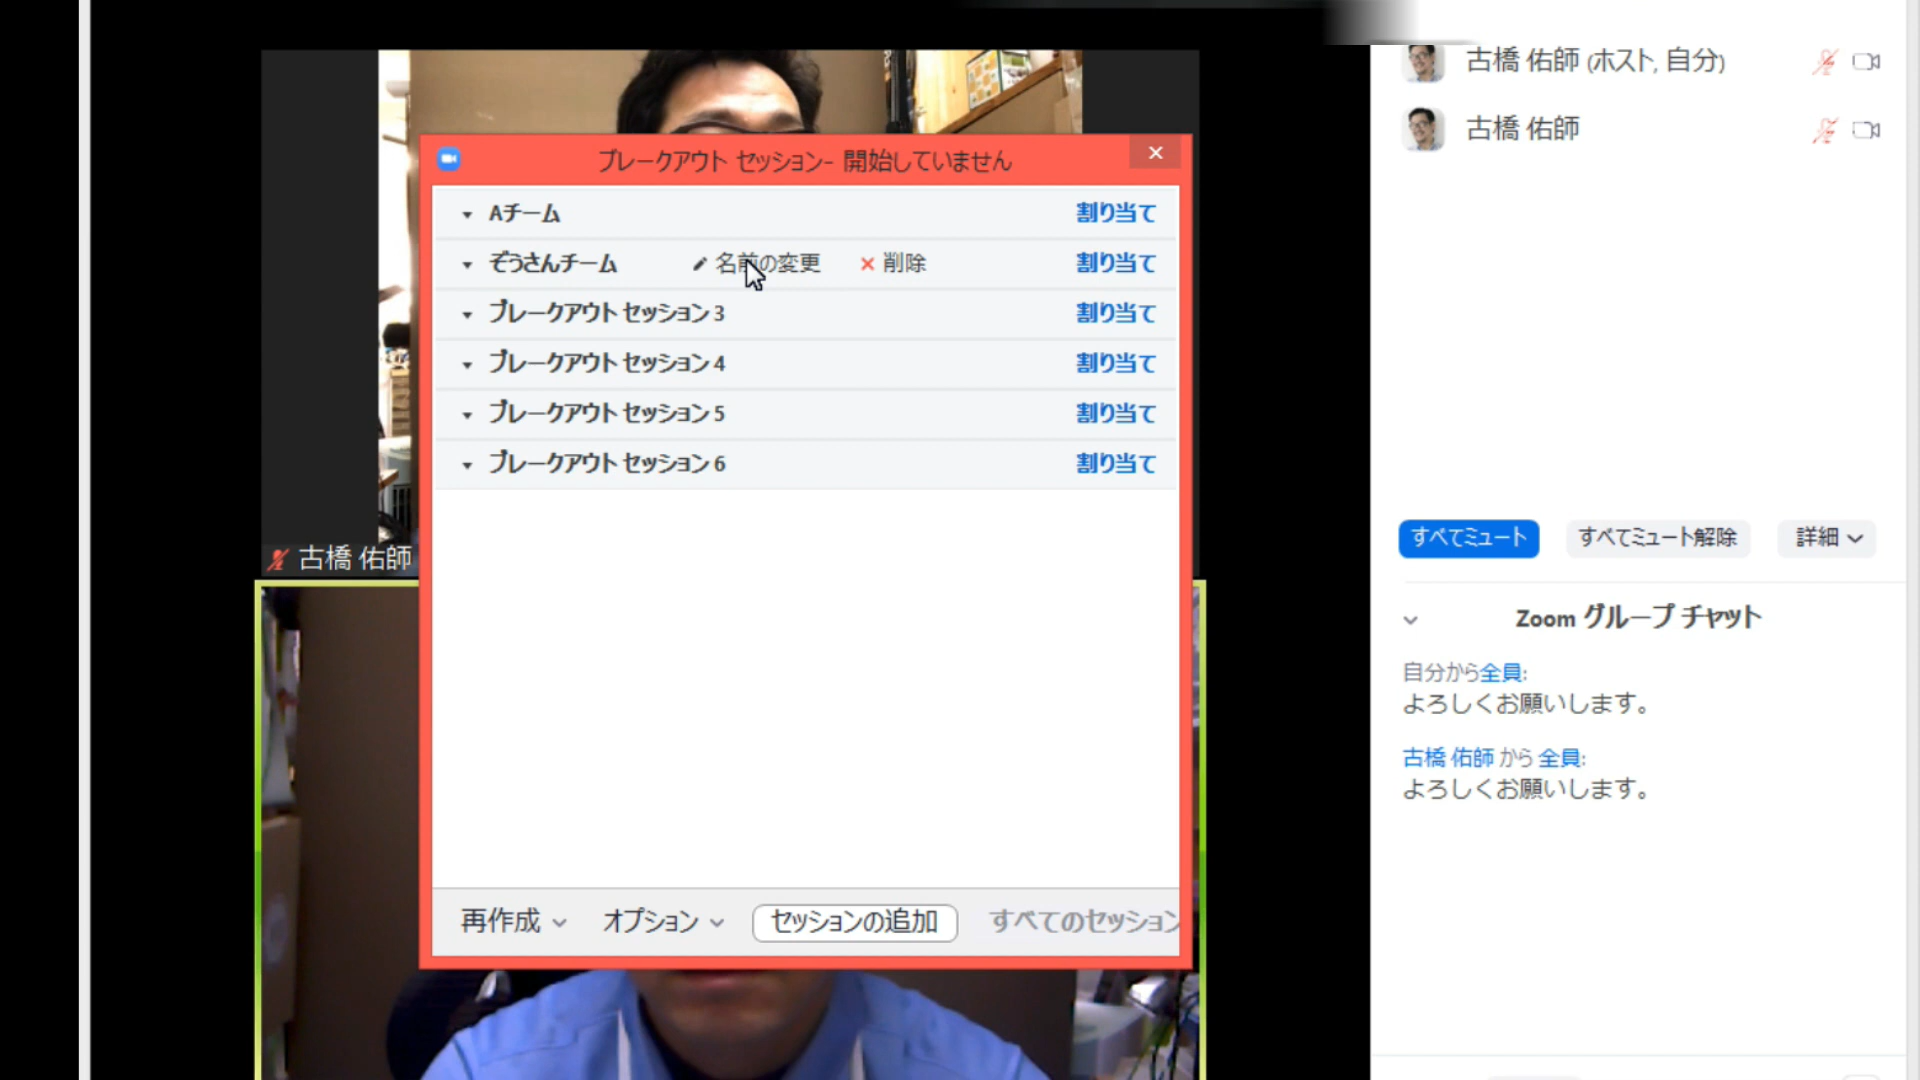 古橋 佑師 (ホスト, 自分)
古橋 佑師
ブレークアウト セッション- 開始していません
Aチーム 割り当て
ぞうさんチーム 名前の変更 × 削除 割り当て
ブレークアウト セッション 3 割り当て
ブレークアウト セッション 4 割り当て
ブレークアウト セッション 5 割り当て
ブレークアウト セッション 6 割り当て
再作成 オプション セッションの追加 すべてのセッション
古橋 佑師
すべてミュート すべてミュート解除 詳細
Zoom グループ チャット
自分から全員:
よろしくお願いします。
古橋 佑師 から 全員:
よろしくお願いします。